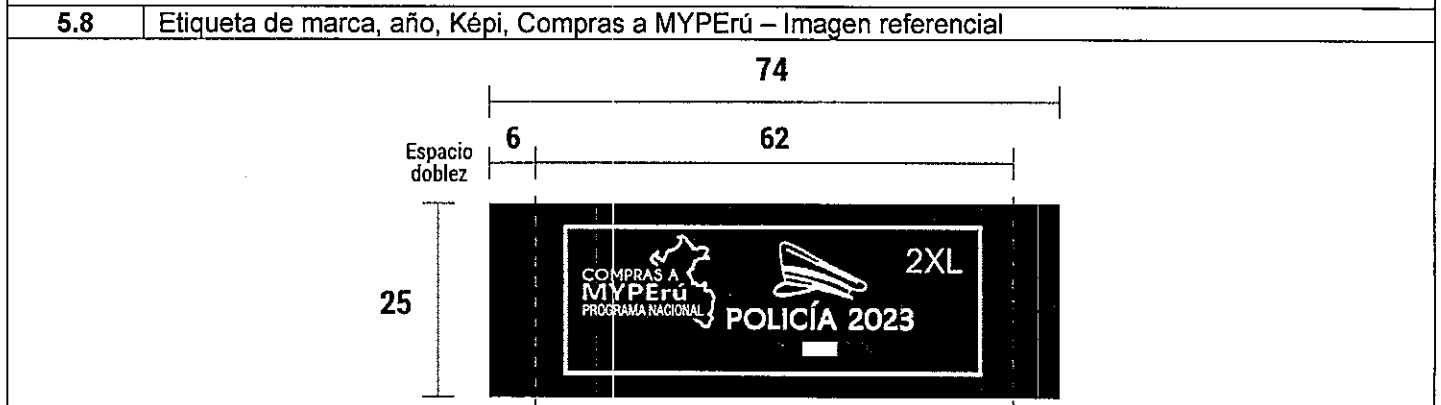 5.8 Etiqueta de marca, año, Képi, Compras a MYPErú – Imagen referencial
74
6 62
Espacio
doblez
25
2XL
COMPRAS A
MYPErú
PROGRAMA NACIONAL
POLICÍA 2023